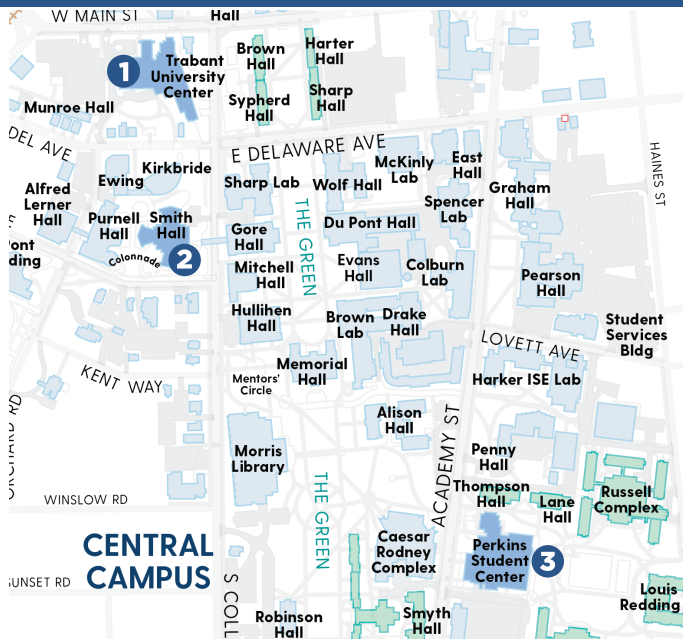 W MAIN ST
Hall
1
Trabant
University
Center
Brown
Hall
Harter
Hall
Munroe Hall
Sypherd
Hall
Sharp
Hall
DEL AVE
E DELAWARE AVE
HAINES ST
Kirkbride
Ewing
McKinly
Lab
East
Hall
Alfred
Lerner
Hall
Sharp Lab
Wolf Hall
Graham
Hall
Purnell
Hall
Smith
Hall
THE GREEN
Du Pont Hall
Spencer
Lab
ont
ding
Colonnade
2
Gore
Hall
Mitchell
Hall
Evans
Hall
Colburn
Lab
Pearson
Hall
Hullihen
Hall
Brown
Lab
Drake
Hall
Student
Services
Bldg
LOVETT AVE
KENT WAY
Memorial
Hall
Mentors'
Circle
Harker ISE Lab
ORCHARD RD
Alison
Hall
ACADEMY ST
Morris
Library
Penny
Hall
THE GREEN
Thompson
Hall
Lane
Hall
Russell
Complex
WINSLOW RD
CENTRAL
CAMPUS
Caesar
Rodney
Complex
Perkins
Student
Center
3
SUNSET RD
S COLL
Robinson
Hall
Smyth
Hall
Louis
Redding